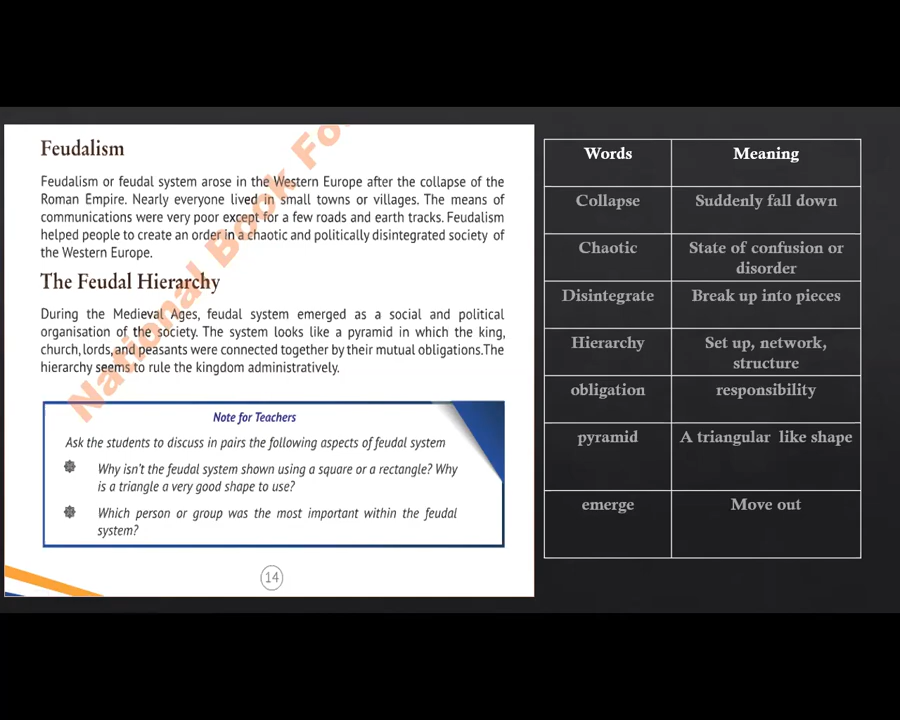 Feudalism
Feudalism or feudal system arose in the Western Europe after the collapse of the
Roman Empire. Nearly everyone lived in small towns or villages. The means of
communications were very poor except for a few roads and earth tracks. Feudalism
helped people to create an order in a chaotic and politically disintegrated society of
the Western Europe.
The Feudal Hierarchy
During the Medieval Ages, feudal system emerged as a social and political
organisation of the society. The system looks like a pyramid in which the king,
church, lords, and peasants were connected together by their mutual obligations.The
hierarchy seems to rule the kingdom administratively.
Note for Teachers
Ask the students to discuss in pairs the following aspects of feudal system
Why isn't the feudal system shown using a square or a rectangle? Why
is a triangle a very good shape to use?
Which person or group was the most important within the feudal
system?
14
National Book Fo
Words Meaning
Collapse Suddenly fall down
Chaotic State of confusion or
disorder
Disintegrate Break up into pieces
Hierarchy Set up, network,
structure
obligation responsibility
pyramid A triangular like shape
emerge Move out